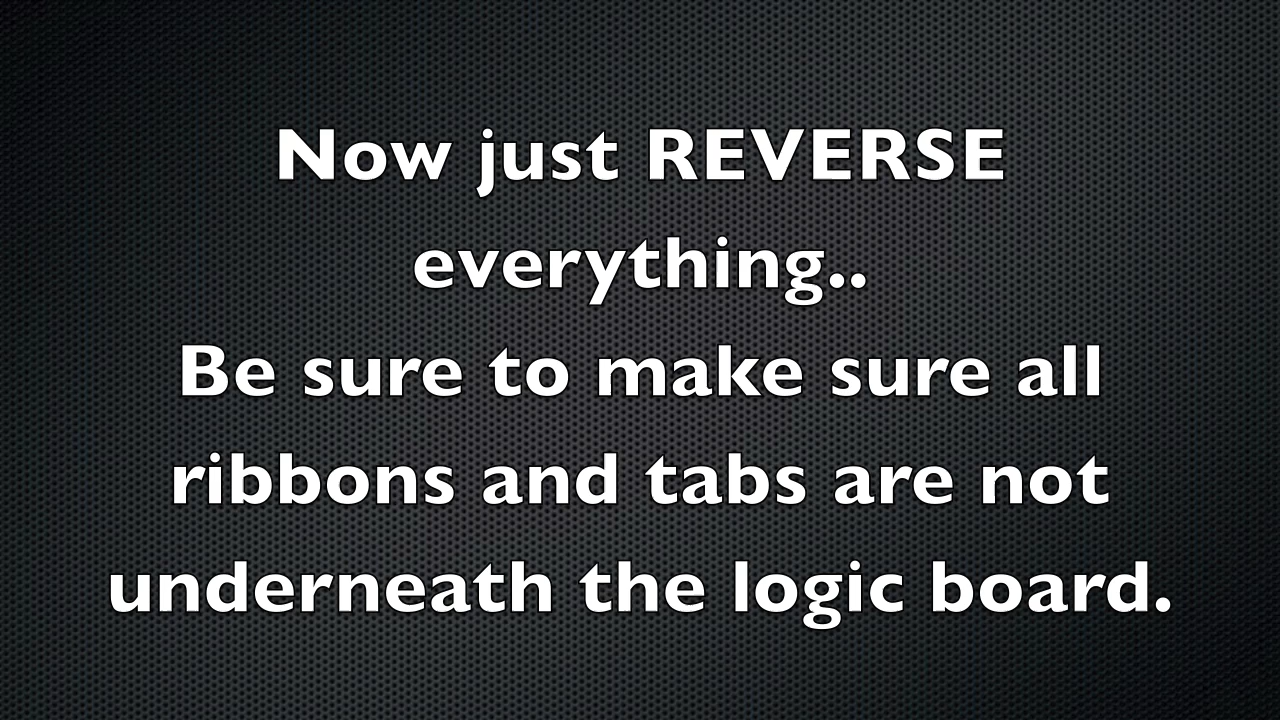 Now just REVERSE
everything..
Be sure to make sure all
ribbons and tabs are not
underneath the logic board.